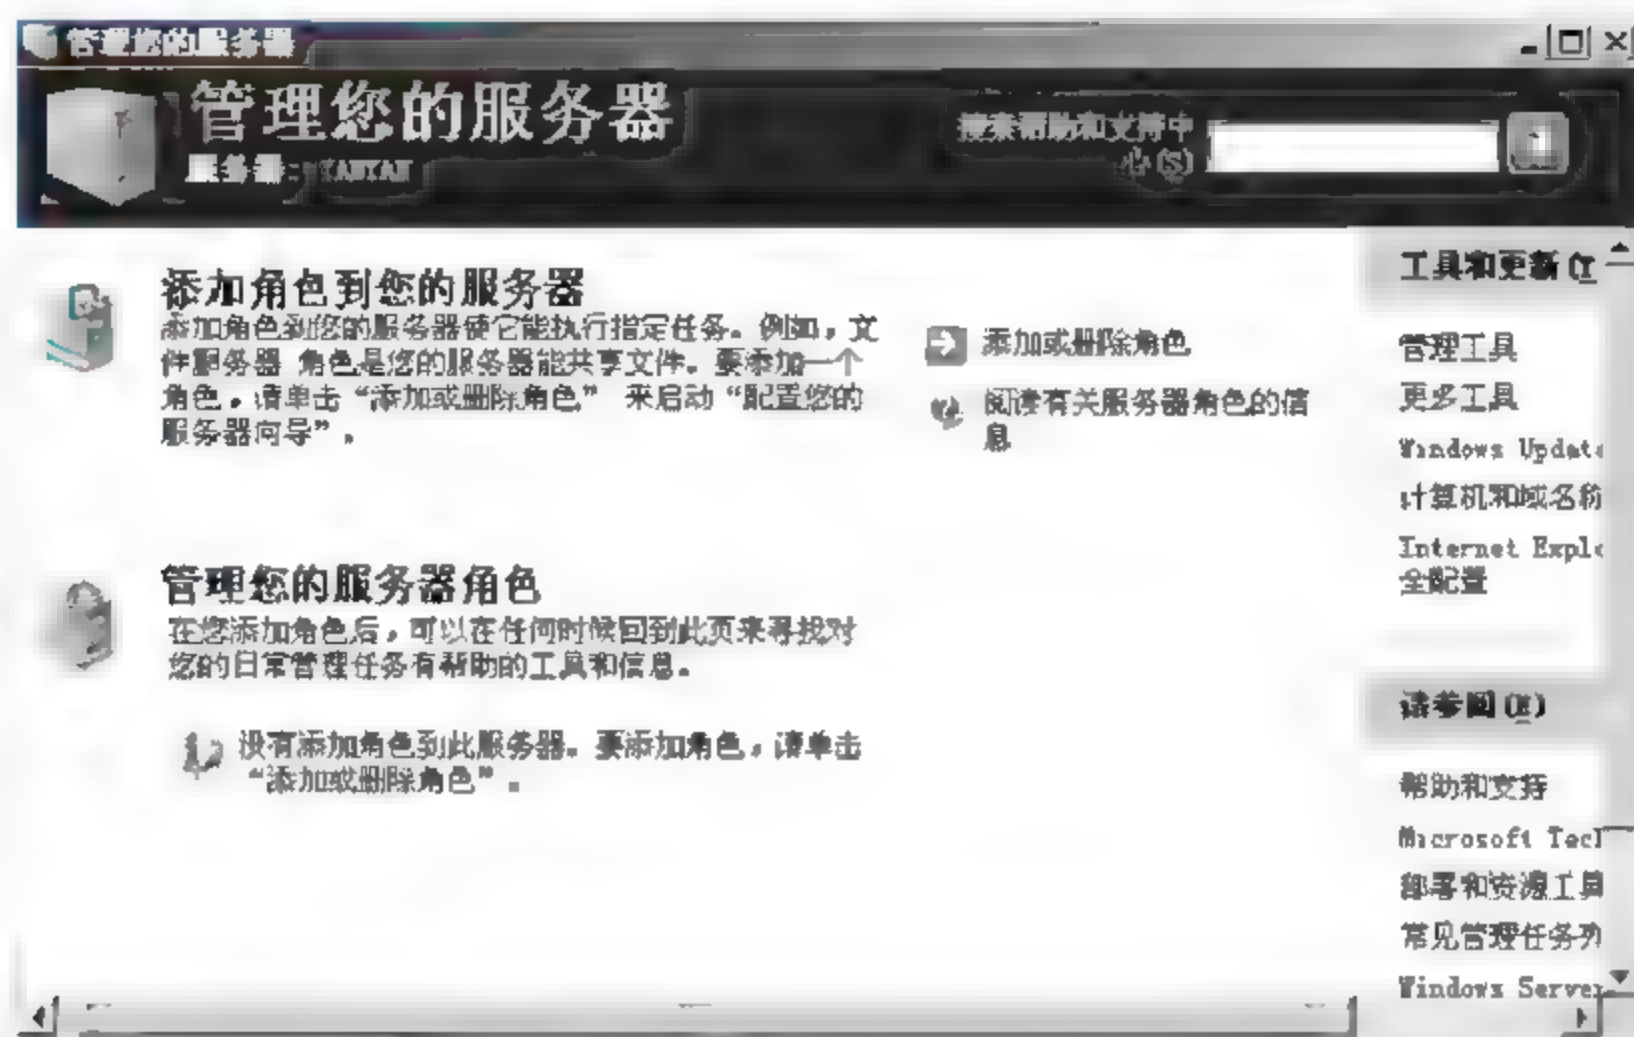 管理您的服务器
管理您的服务器
服务器:
搜索帮助和支持中
心(S)
添加角色到您的服务器
添加角色到您的服务器使它能执行指定任务。例如，文
件服务器 角色是您的服务器能共享文件。要添加一个
角色，请单击“添加或删除角色” 来启动“配置您的
服务器向导”。
添加或删除角色
阅读有关服务器角色的信
息
管理您的服务器角色
在您添加角色后，可以在任何时候回到此页来寻找对
您的日常管理任务有帮助的工具和信息。
没有添加角色到此服务器。要添加角色，请单击
“添加或删除角色”。
工具和更新(T
管理工具
更多工具
Windows Update
计算机和域名称
Internet Explo
全配置
请参阅(E)
帮助和支持
Microsoft Tech
部署和资源工具
常见管理任务列
Windows Server